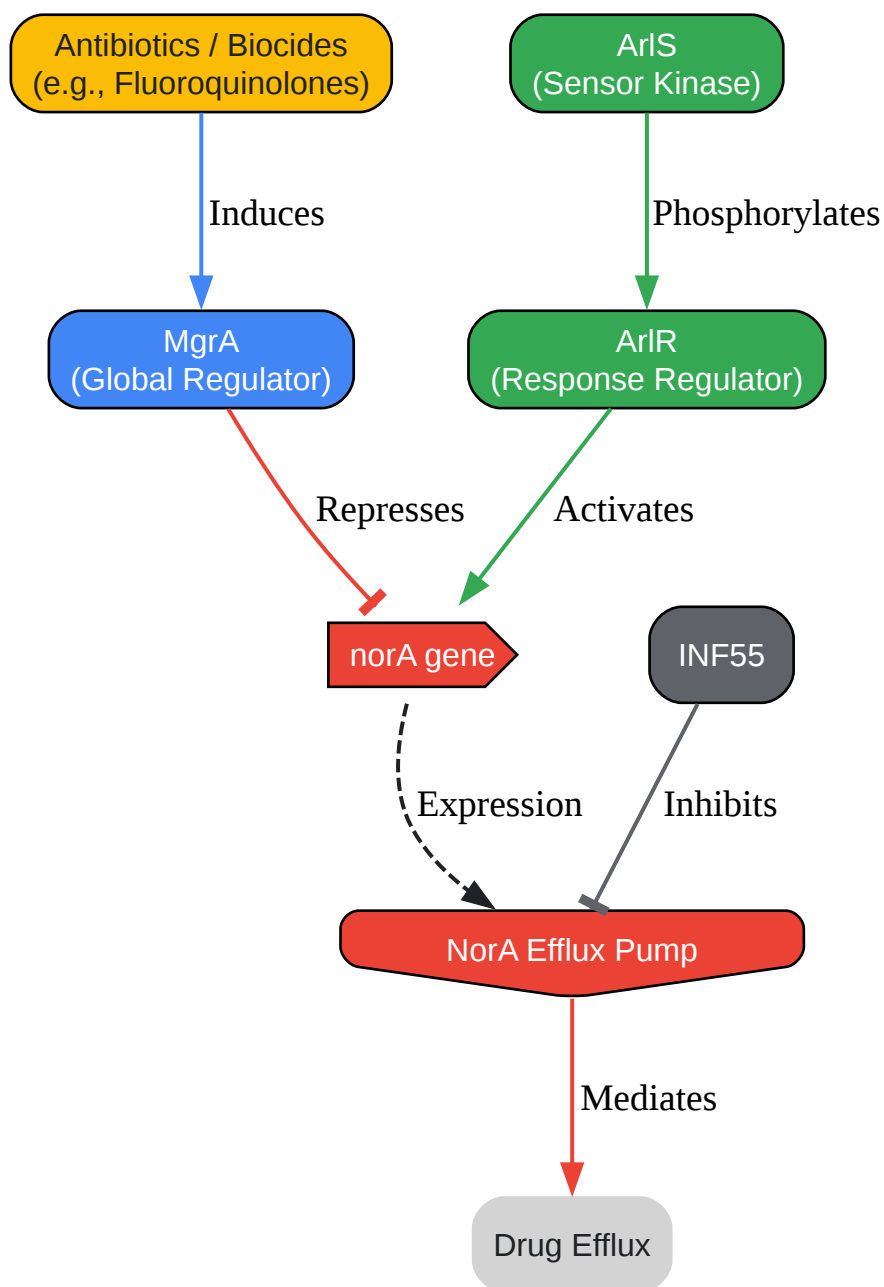 Antibiotics / Biocides
(e.g., Fluoroquinolones)
ArlS
(Sensor Kinase)
Induces
Phosphorylates
MgrA
(Global Regulator)
ArlR
(Response Regulator)
Represses
Activates
norA gene
INF55
Expression
Inhibits
NorA Efflux Pump
Mediates
Drug Efflux